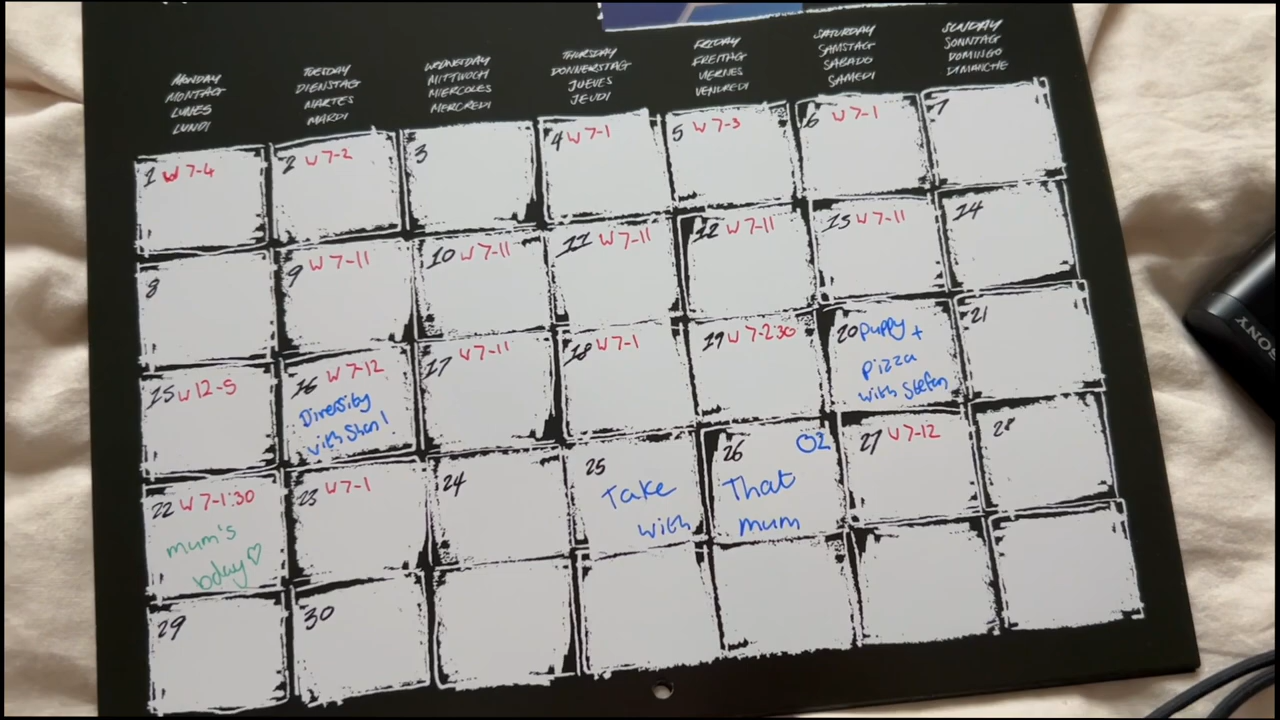 MONDAY
MONTAG
LUNES
LUNDI
TUESDAY
DIENSTAG
MARTES
MARDI
WEDNESDAY
MITTWOCH
MIERCOLES
MERCREDI
THURSDAY
DONNERSTAG
JUEVES
JEUDI
FRIDAY
FREITAG
VIERNES
VENDREDI
SATURDAY
SAMSTAG
SABADO
SAMEDI
SUNDAY
SONNTAG
DOMINGO
DIMANCHE
1 W 7-4
2 W 7-2
3
4 W 7-1
5 W 7-3
6 W 7-1
7
8
9 W 7-11
10 W 7-11
11 W 7-11
12 W 7-11
13 W 7-11
14
15 W 12-5
16 W 7-12
Diversity
with Shan
17 W 7-11
18 W 7-1
19 W 7-2:30
20 Puppy +
pizza
with Stefan
21
22 W 7-1:30
mum's
bday♡
23 W 7-1
24
25
Take
with
26 O2
That
mum
27 W 7-12
28
29
30
SONY